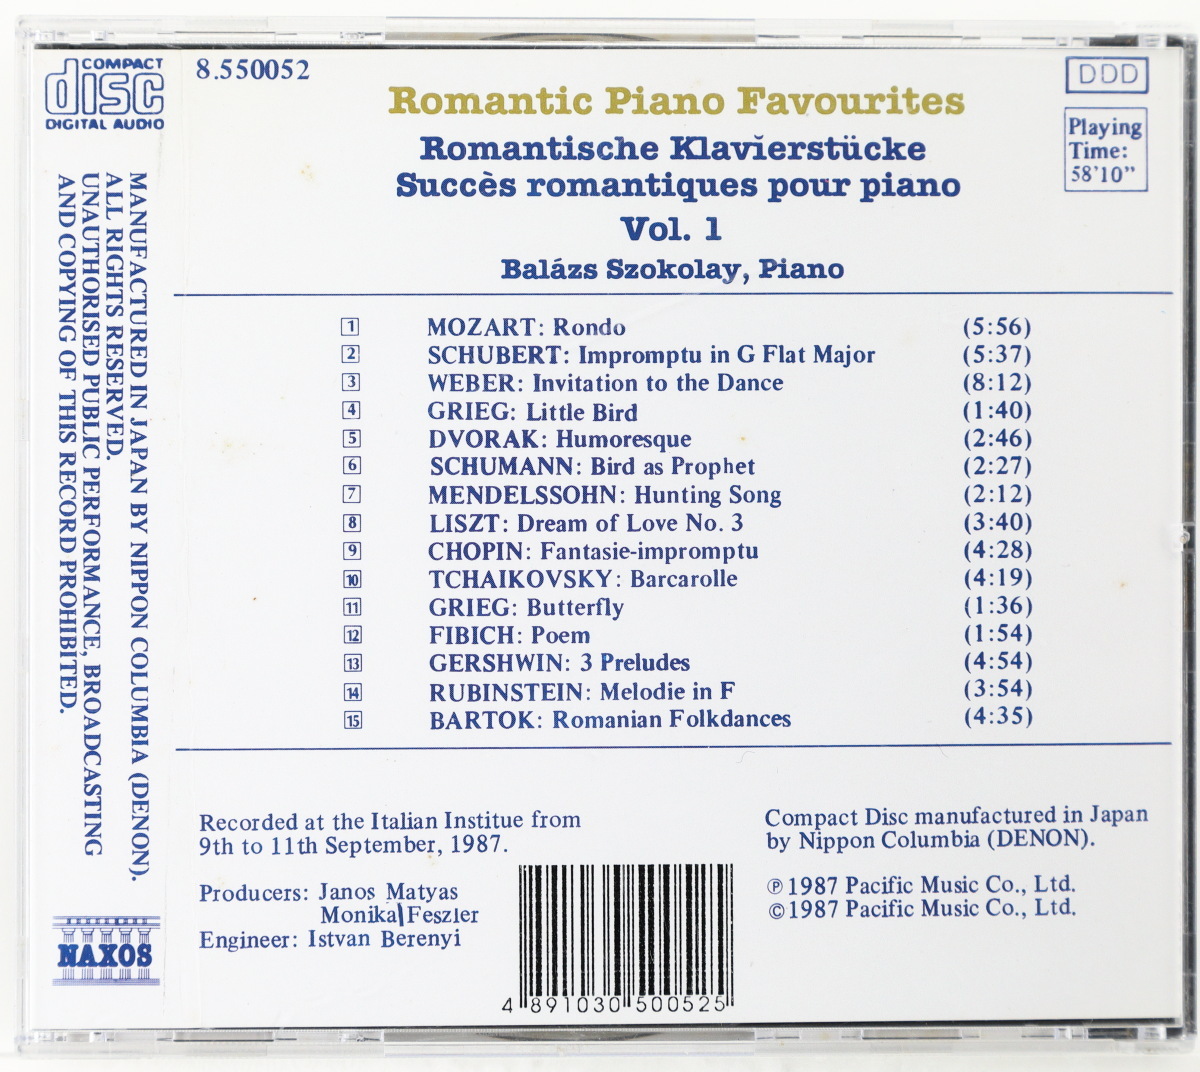 COMPACT
disc
DIGITAL AUDIO
8.550052
DDD
Playing
Time:
58'10"
Romantic Piano Favourites
Romantische Klavierstücke
Succès romantiques pour piano
Vol. 1
Balázs Szokolay, Piano
1 MOZART: Rondo (5:56)
2 SCHUBERT: Impromptu in G Flat Major (5:37)
3 WEBER: Invitation to the Dance (8:12)
4 GRIEG: Little Bird (1:40)
5 DVORAK: Humoresque (2:46)
6 SCHUMANN: Bird as Prophet (2:27)
7 MENDELSSOHN: Hunting Song (2:12)
8 LISZT: Dream of Love No. 3 (3:40)
9 CHOPIN: Fantasie-impromptu (4:28)
10 TCHAIKOVSKY: Barcarolle (4:19)
11 GRIEG: Butterfly (1:36)
12 FIBICH: Poem (1:54)
13 GERSHWIN: 3 Preludes (4:54)
14 RUBINSTEIN: Melodie in F (3:54)
15 BARTOK: Romanian Folkdances (4:35)
MANUFACTURED IN JAPAN BY NIPPON COLUMBIA (DENON).
ALL RIGHTS RESERVED.
UNAUTHORISED PUBLIC PERFORMANCE, BROADCASTING
AND COPYING OF THIS RECORD PROHIBITED.
NAXOS
Recorded at the Italian Institue from
9th to 11th September, 1987.
Producers: Janos Matyas
Monika Feszler
Engineer: Istvan Berenyi
Compact Disc manufactured in Japan
by Nippon Columbia (DENON).
℗ 1987 Pacific Music Co., Ltd.
© 1987 Pacific Music Co., Ltd.
4 891030 500525